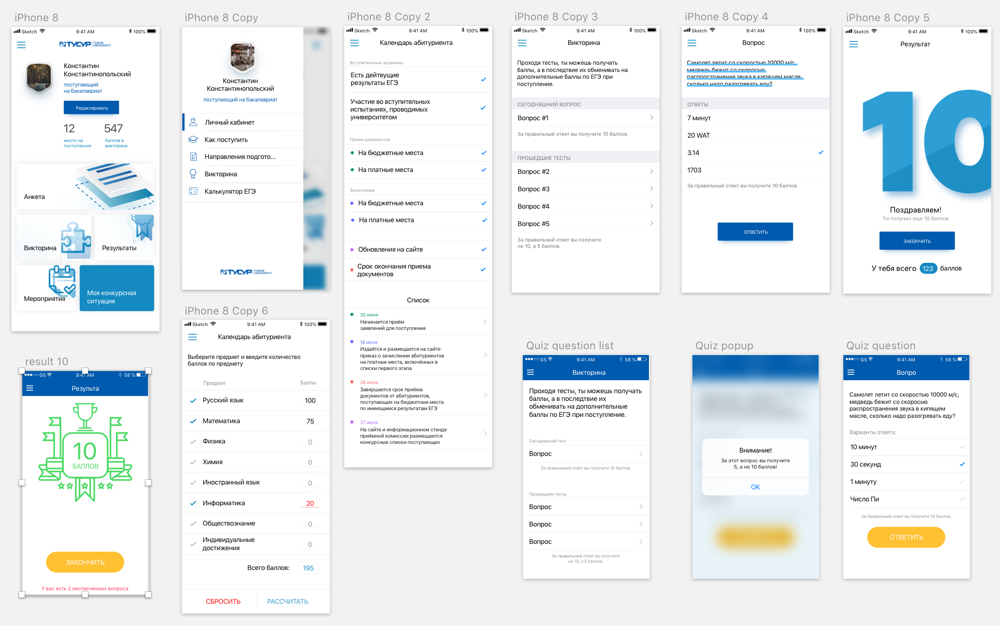 iPhone 8
Sketch 9:41 AM 100%
ТУСУР TUSUR UNIVERSITY
Константин
Константинопольский
поступающий
на бакалавриат
Редактировать
12 547
место на
поступление
баллов в
викторине
Анкета
Викторина
Результаты
Мероприятия
Моя конкурсная
ситуация
iPhone 8 Copy
Константин
Константинопольский
поступающий на бакалавриат
Личный кабинет
Как поступить
Направления подгото...
Викторина
Калькулятор ЕГЭ
ТУСУР TUSUR UNIVERSITY
iPhone 8 Copy 2
Sketch 9:41 AM 100%
Календарь абитуриента
Вступительные экзамены
Есть дейтвущие
результаты ЕГЭ
Участие во вступительных
испытаниях, проводимых
университетом
Прием документов
На бюджетные места
На платные места
Зачисление
На бюджетные места
На платные места
Обновления на сайте
Срок окончания приема
документов
Список
20 июня
Начинается приём
заявлений для поступления
18 июля
Издаётся и размещается на сайте
приказ о зачислении абитуриентов
на платные места, включённых в
списки первого этапа
26 июля
Завершается срок приёма
документов от абитуриентов,
поступающих на бюджетные места
по имеющимся результатам ЕГЭ
27 июля
На сайте и информационном стенде
приёмной комиссии размещаются
конкурсные списки поступающих
iPhone 8 Copy 3
Sketch 9:41 AM 100%
Викторина
Проходя тесты, ты можешь получать
баллы, а в последствие их обменивать на
дополнительные баллы по ЕГЭ при
поступление.
СЕГОДНЯШНИЙ ВОПРОС
Вопрос #1
За правильный ответ вы получите 10 баллов.
ПРОШЕДШИЕ ТЕСТЫ
Вопрос #2
Вопрос #3
Вопрос #4
Вопрос #5
За правильный ответ вы получите
не 10, а 5 баллов.
iPhone 8 Copy 4
Sketch 9:41 AM 100%
Вопрос
Самолет летит со скоростью 10000 м/с,
медведь бежит со скоросью
распространения звука в кипящем масле,
сколько надо разогревать еду?
ОТВЕТЫ
7 минут
20 WAT
3.14
1703
За правильный ответ вы получите 10 баллов.
ОТВЕТИТЬ
iPhone 8 Copy 5
Sketch 9:41 AM 100%
Результат
10
Поздравляем!
Ты получил еще 10 баллов
ЗАКОНЧИТЬ
У тебя всего 123 баллов
result 10
GS 9:41 AM 58 %
Результа
10
БАЛЛОВ
ЗАКОНЧИТЬ
У вас есть 2 неотвеченных вопроса
iPhone 8 Copy 6
Sketch 9:41 AM 100%
Календарь абитуриента
Выберите предмет и введите количество
баллов по предмету
Предмет Баллы
Русский язык 100
Математика 75
Физика 0
Химия 0
Иностранный язык 0
Информатика 20
Обществознание 0
Индивидуальные
достижения 0
Всего баллов: 195
СБРОСИТЬ РАССЧИТАТЬ
Quiz question list
GS 9:41 AM 58 %
Викторина
Проходя тесты, ты можешь получать
баллы, а в последствие их
обменивать на дополнительные
баллы по ЕГЭ при поступление.
Сегодняшний тест
Вопрос
За правильный ответ вы получите 10 баллов.
Прошедшие тесты
Вопрос
Вопрос
Вопрос
За правильный ответ вы получите
не 10, а 5 баллов.
Quiz popup
Внимание!
За этот вопрос вы получите
5, а не 10 баллов!
OK
Quiz question
GS 9:41 AM 58 %
Вопро
Самолет летит со скоростью 10000 м/с,
медведь бежит со скоросью
распространения звука в кипящем
масле, сколько надо разогревать еду?
Варианты ответа:
10 минут
30 секунд
1 минуту
Число Пи
За правильный ответ вы получите 10 баллов.
ОТВЕТИТЬ